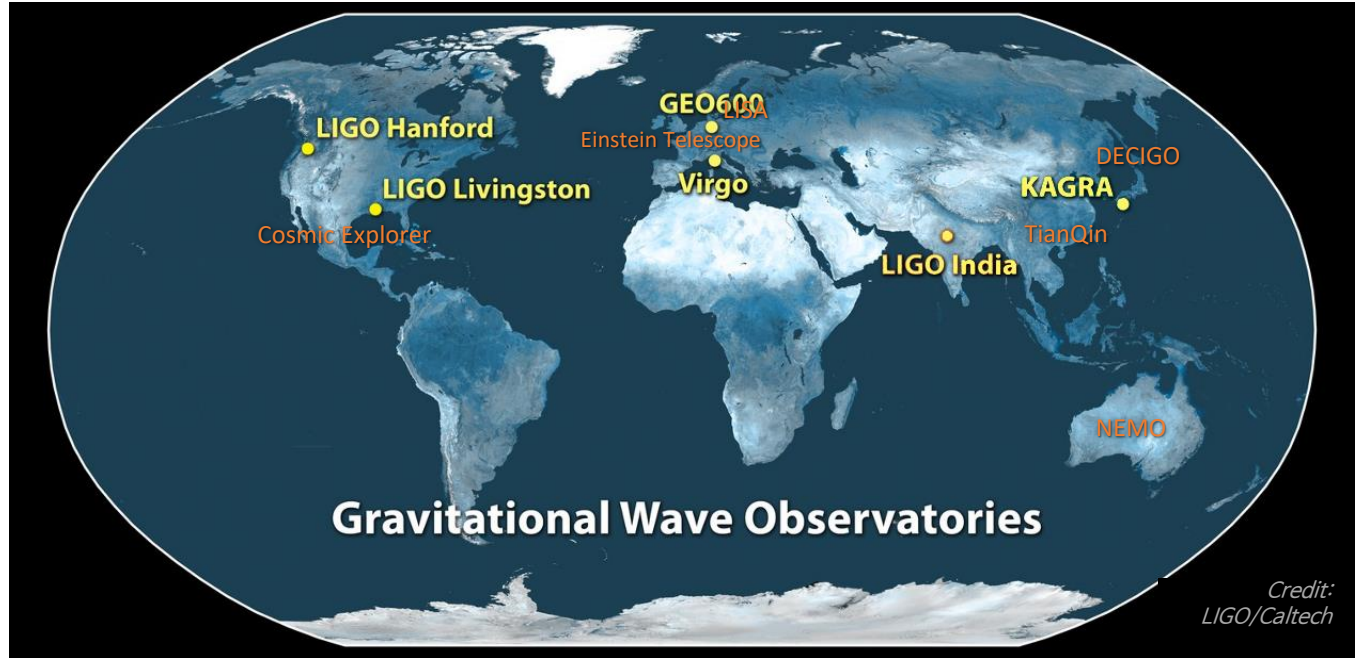 GEO600
LISA
LIGO Hanford
Einstein Telescope
DECIGO
Virgo
KAGRA
LIGO Livingston
Cosmic Explorer
TianQin
LIGO India
NEMO
Gravitational Wave Observatories
Credit:
LIGO/Caltech